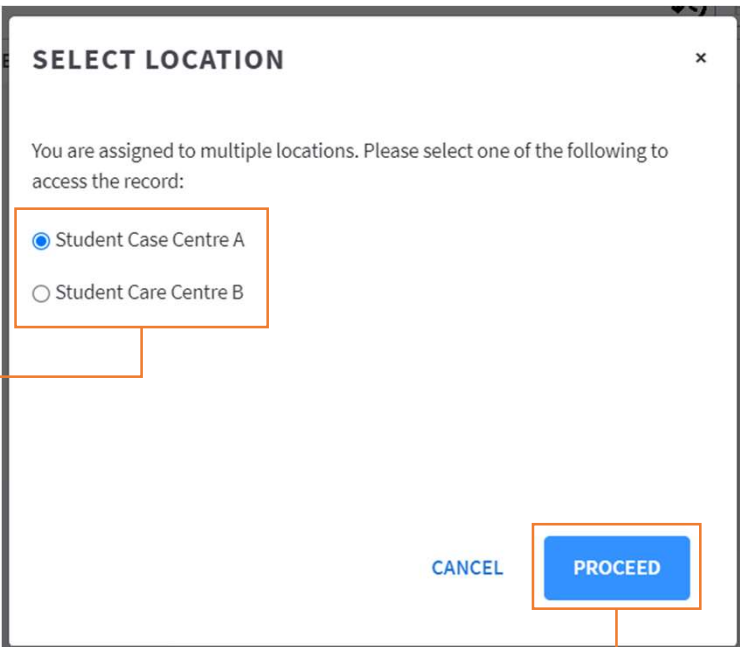 SELECT LOCATION
×
You are assigned to multiple locations. Please select one of the following to
access the record:
Student Case Centre A
Student Care Centre B
CANCEL
PROCEED